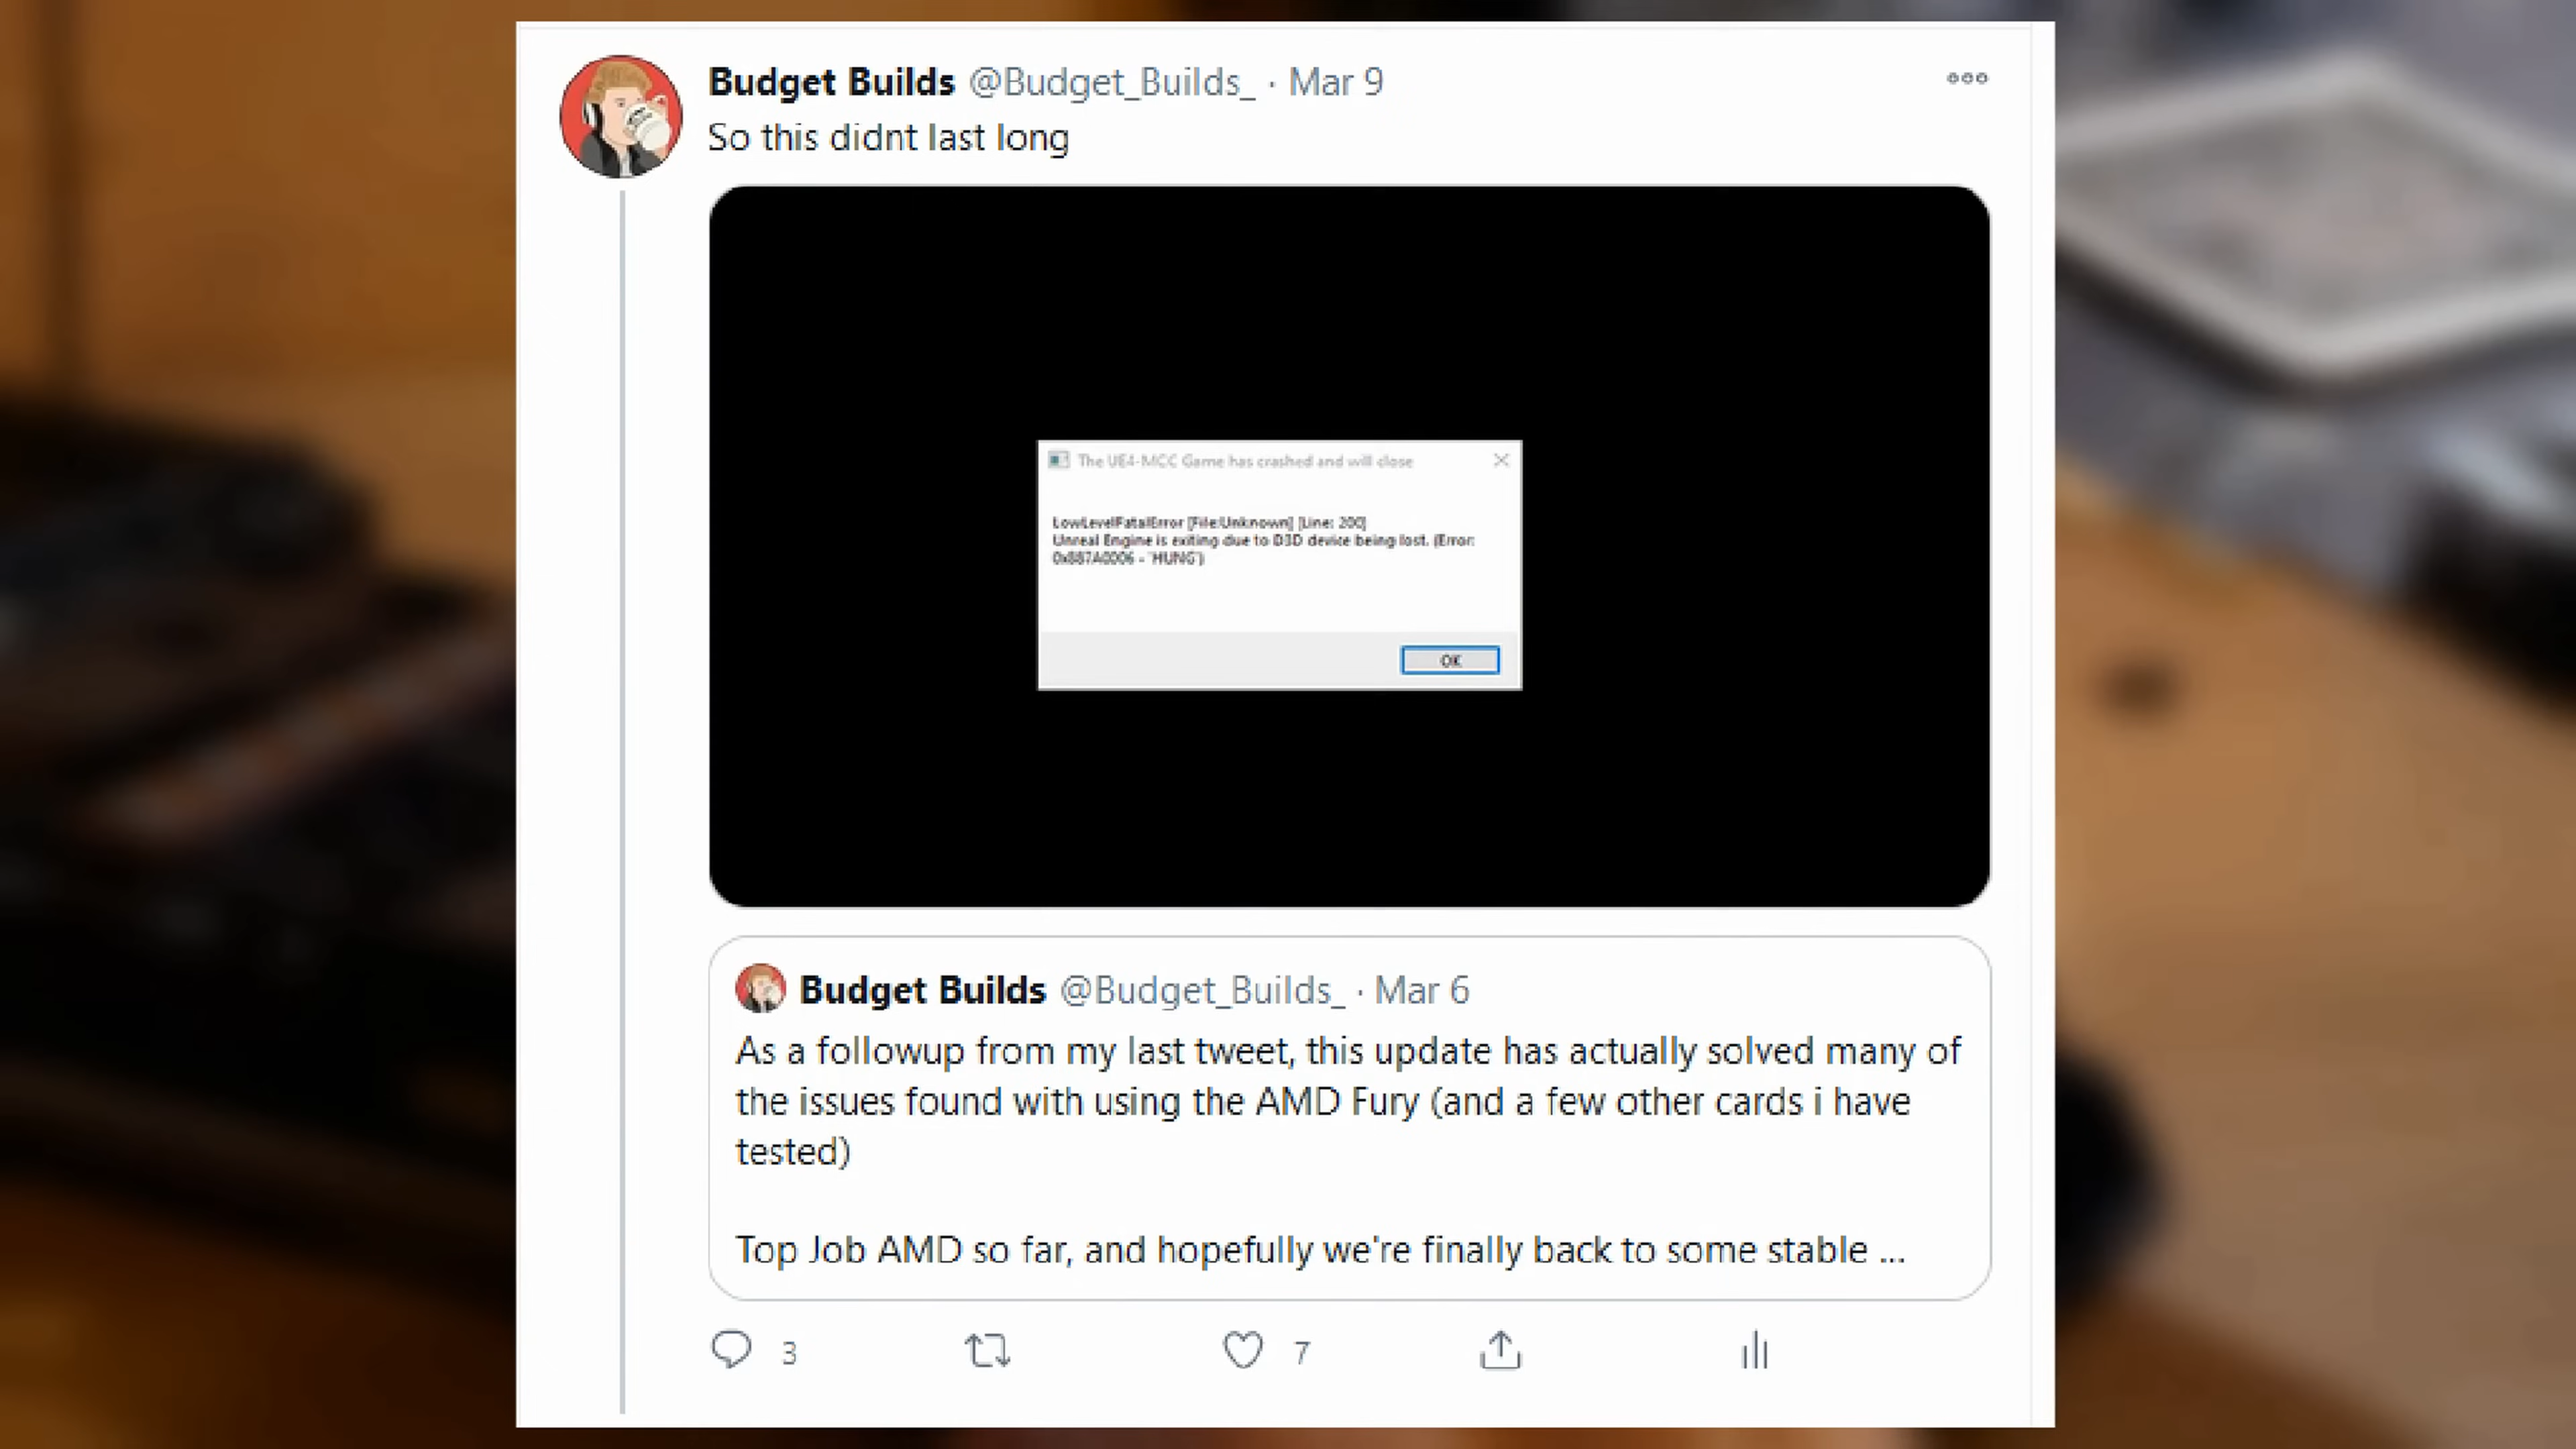 Budget Builds @Budget_Builds_ · Mar 9
So this didnt last long
The UE4-MCC Game has crashed and will close
LowLevelFatalError [File:Unknown] [Line: 200]
Unreal Engine is exiting due to D3D device being lost. (Error:
0x887A0006 - 'HUNG')
OK
Budget Builds @Budget_Builds_ · Mar 6
As a followup from my last tweet, this update has actually solved many of
the issues found with using the AMD Fury (and a few other cards i have
tested)
Top Job AMD so far, and hopefully we're finally back to some stable ...
3
7